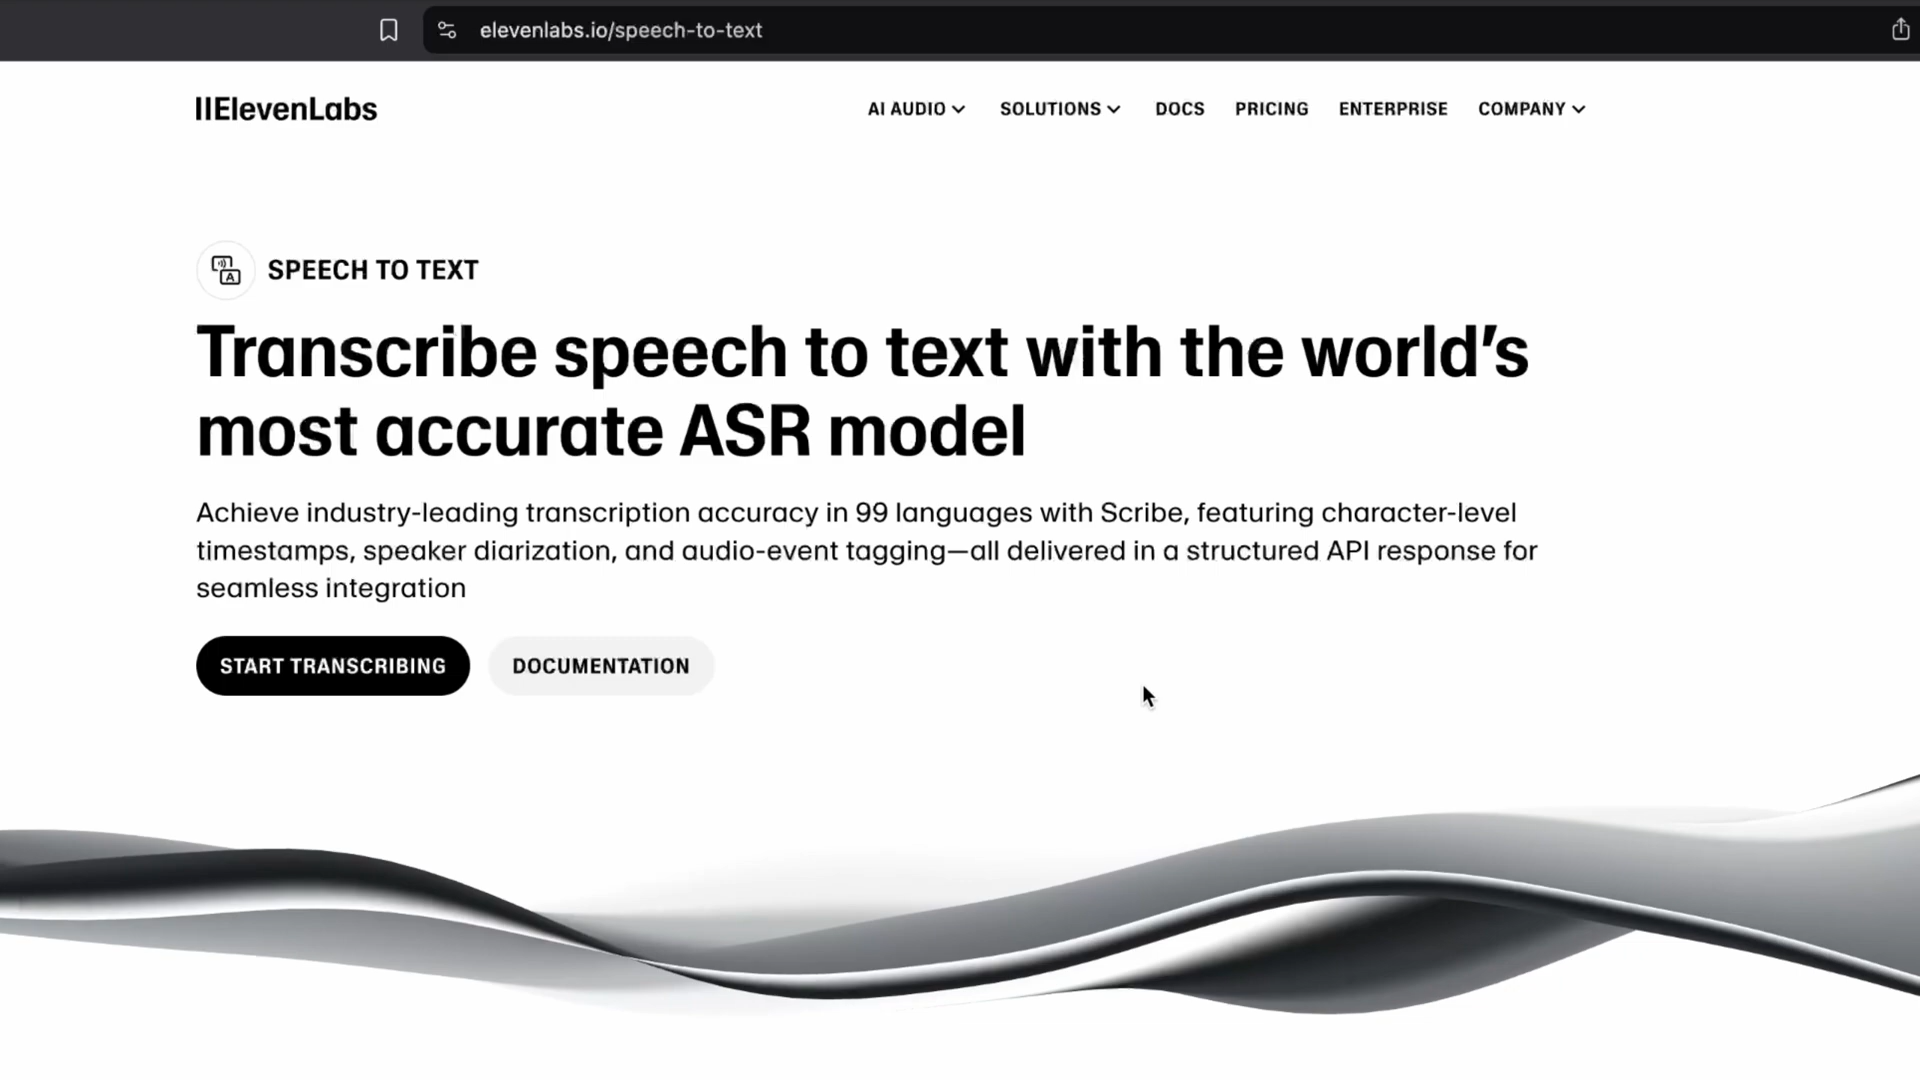 elevenlabs.io/speech-to-text
IIElevenLabs
AI AUDIO
SOLUTIONS
DOCS
PRICING
ENTERPRISE
COMPANY
A
SPEECH TO TEXT
Transcribe speech to text with the world’s
most accurate ASR model
Achieve industry-leading transcription accuracy in 99 languages with Scribe, featuring character-level
timestamps, speaker diarization, and audio-event tagging—all delivered in a structured API response for
seamless integration
START TRANSCRIBING
DOCUMENTATION